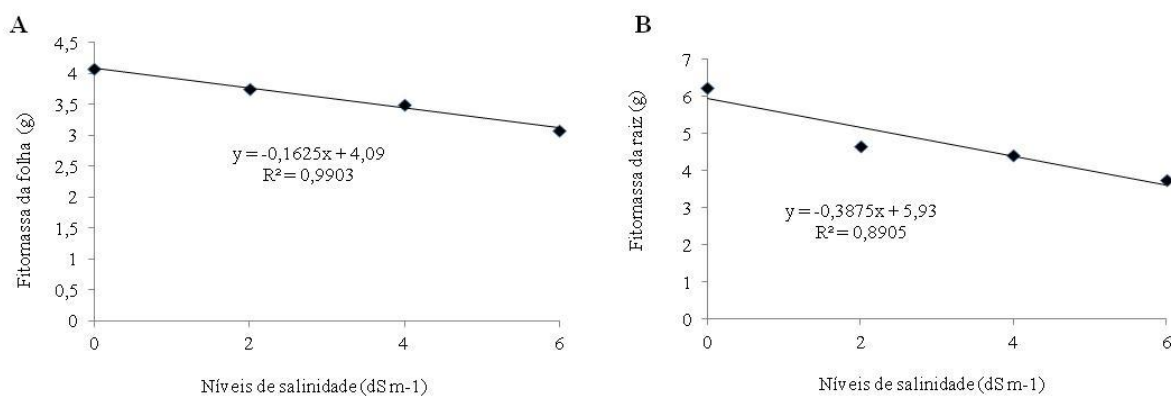 A
4,5
4
3,5
3
2,5
2
1,5
1
0,5
0
Fitomassa da folha (g)
y = -0,1625x + 4,09
R² = 0,9903
0 2 4 6
Níveis de salinidade (dS m-1)
B
7
6
5
4
3
2
1
0
Fitomassa da raiz (g)
y = -0,3875x + 5,93
R² = 0,8905
0 2 4 6
Níveis de salinidade (dS m-1)